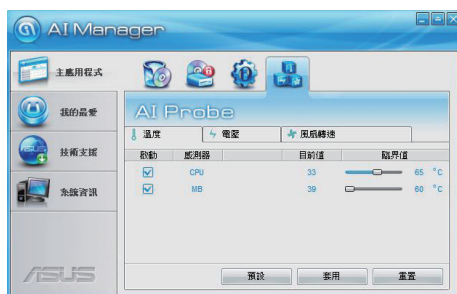 AI Manager
主應用程式
我的最愛
技術支援
系統資訊
AI Probe
溫度 電壓 風扇轉速
啟動 感測器 目前值 臨界值
CPU 33 65 °C
MB 39 60 °C
預設 套用 重置
ASUS